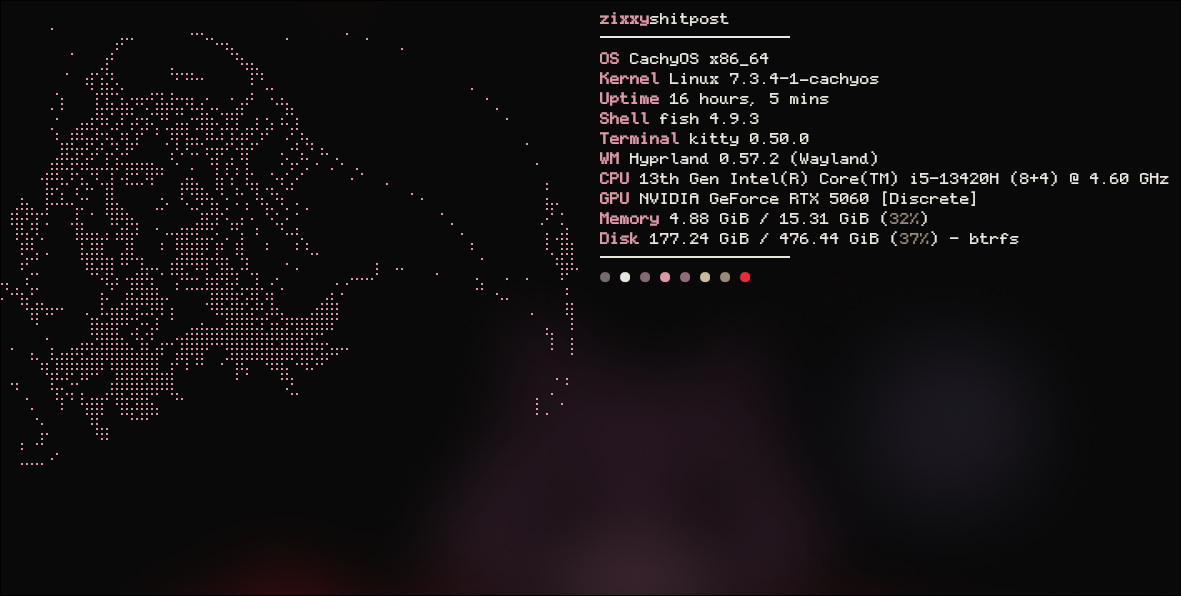 zixxyshitpost
OS CachyOS x86_64
Kernel Linux 7.3.4-1-cachyos
Uptime 16 hours, 5 mins
Shell fish 4.9.3
Terminal kitty 0.50.0
WM Hyprland 0.57.2 (Wayland)
CPU 13th Gen Intel(R) Core(TM) i5-13420H (8+4) @ 4.60 GHz
GPU NVIDIA GeForce RTX 5060 [Discrete]
Memory 4.88 GiB / 15.31 GiB (32%)
Disk 177.24 GiB / 476.44 GiB (37%) - btrfs